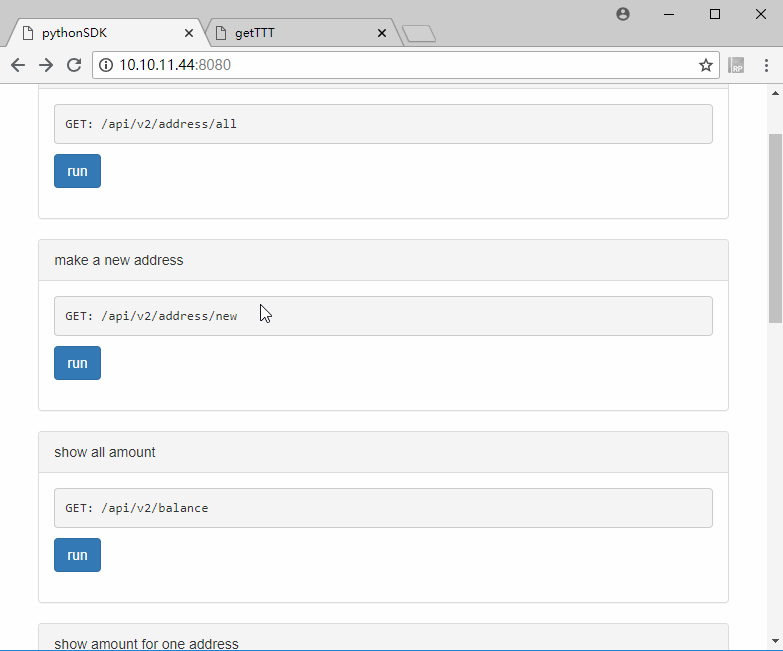 pythonSDK
getTTT
10.10.11.44:8080
RP
GET: /api/v2/address/all
run
make a new address
GET: /api/v2/address/new
run
show all amount
GET: /api/v2/balance
run
show amount for one address